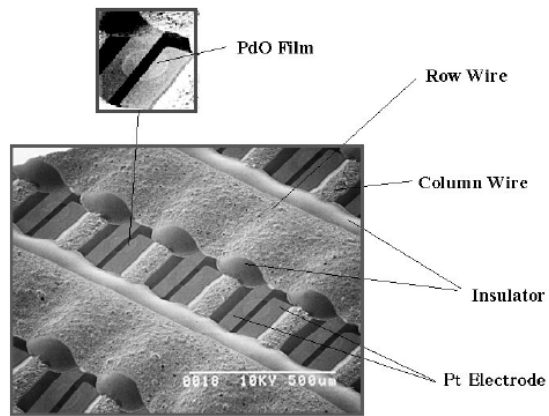 PdO Film
Row Wire
Column Wire
Insulator
Pt Electrode
0018 10KV 500um